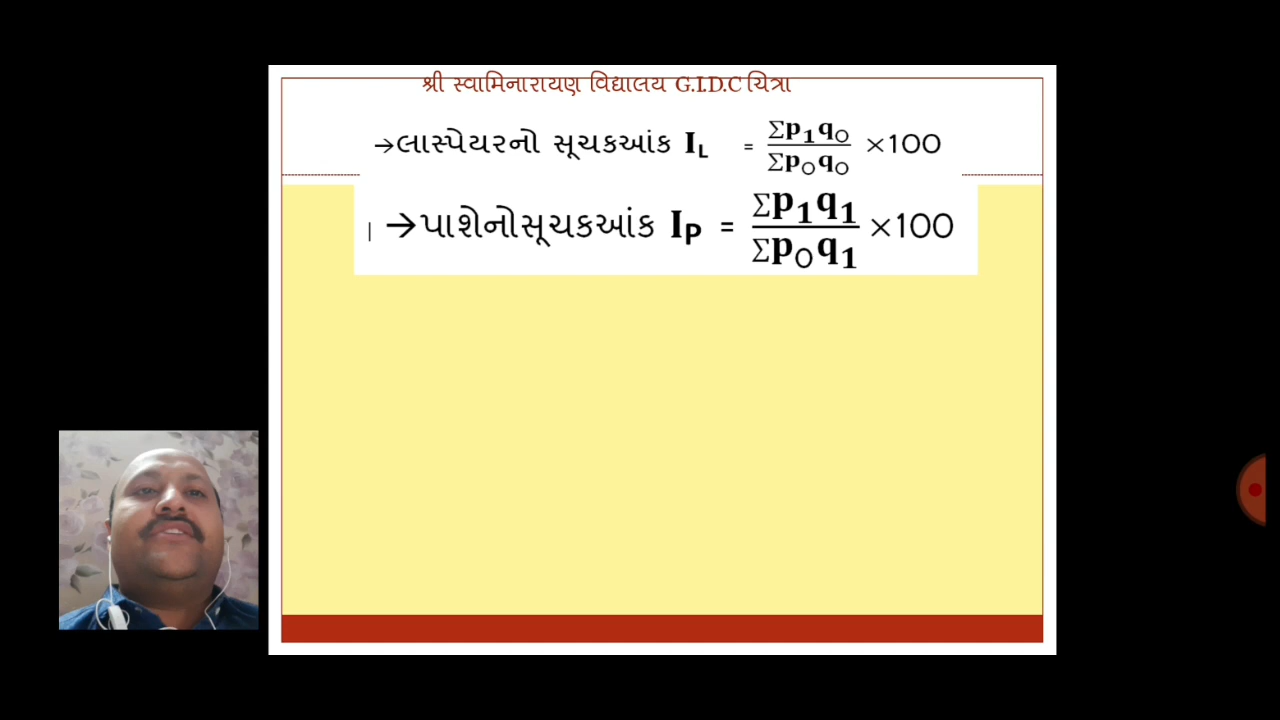 શ્રી સ્વામિનારાયણ વિદ્યાલય G.I.D.C ચિત્રા
→લાસ્પેયરનો સૂચકઆંક I_L = Σp₁q₀ / Σp₀q₀ ×100
| →પાશેનોસૂચકઆંક I_P = Σp₁q₁ / Σp₀q₁ ×100